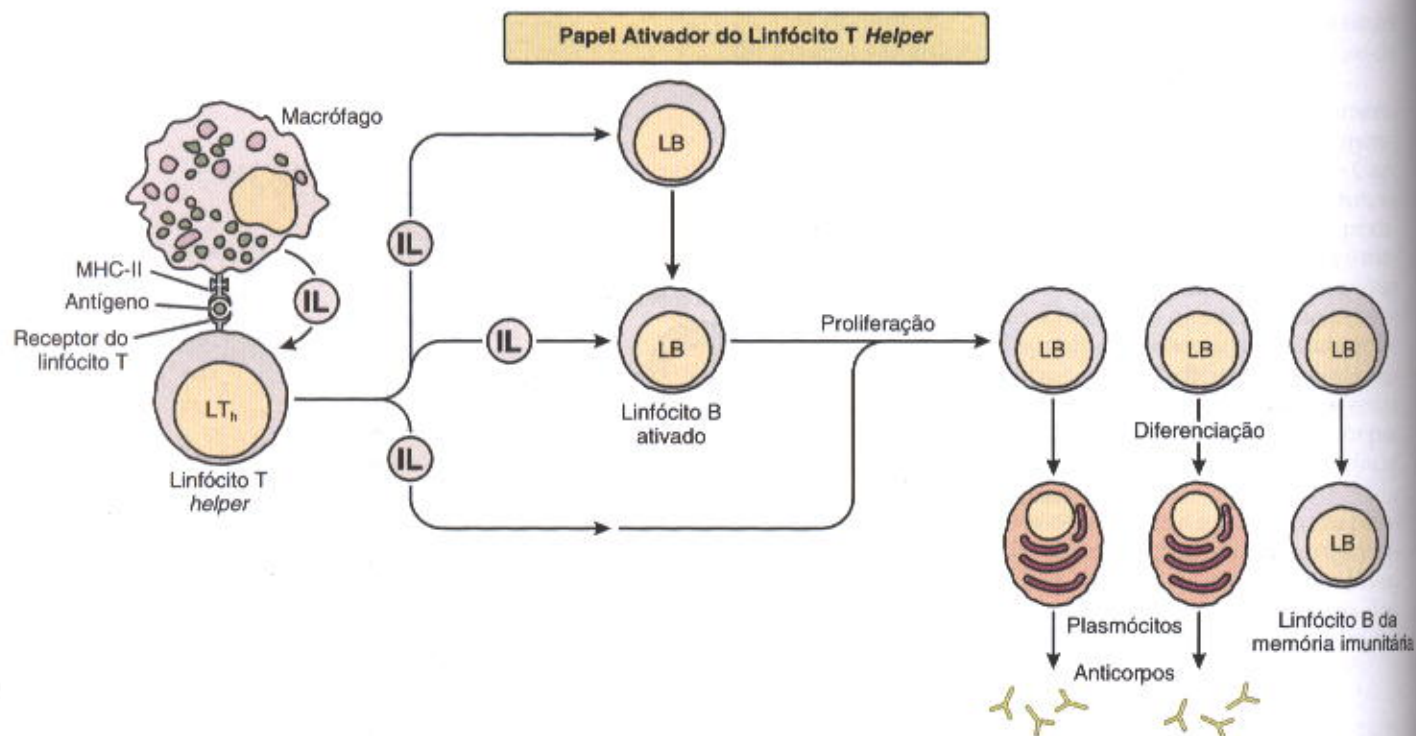 Papel Ativador do Linfócito T Helper
Macrófago
LB
IL
MHC-II
IL
Antígeno
Receptor do
linfócito T
IL
LB
Proliferação
LB
LB
LB
LTh
Linfócito B
ativado
Diferenciação
IL
Linfócito T
helper
LB
Plasmócitos
Linfócito B da
memória imunitária
Anticorpos